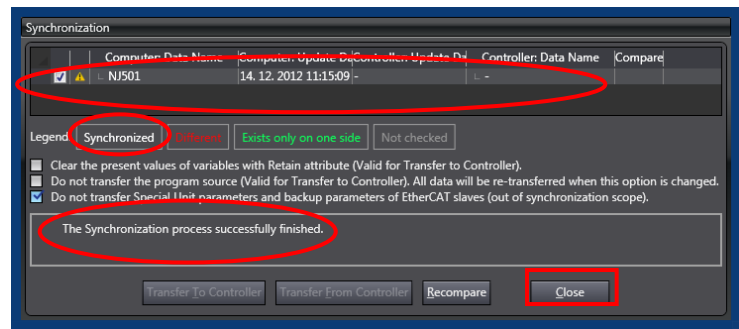 Synchronization
Computer: Data Name Computer: Update Da Controller: Update Da Controller: Data Name Compare
NJ501 14. 12. 2012 11:15:09 - -
Legend Synchronized Different Exists only on one side Not checked
Clear the present values of variables with Retain attribute (Valid for Transfer to Controller).
Do not transfer the program source (Valid for Transfer to Controller). All data will be re-transferred when this option is changed.
Do not transfer Special Unit parameters and backup parameters of EtherCAT slaves (out of synchronization scope).
The Synchronization process successfully finished.
Transfer To Controller Transfer From Controller Recompare Close